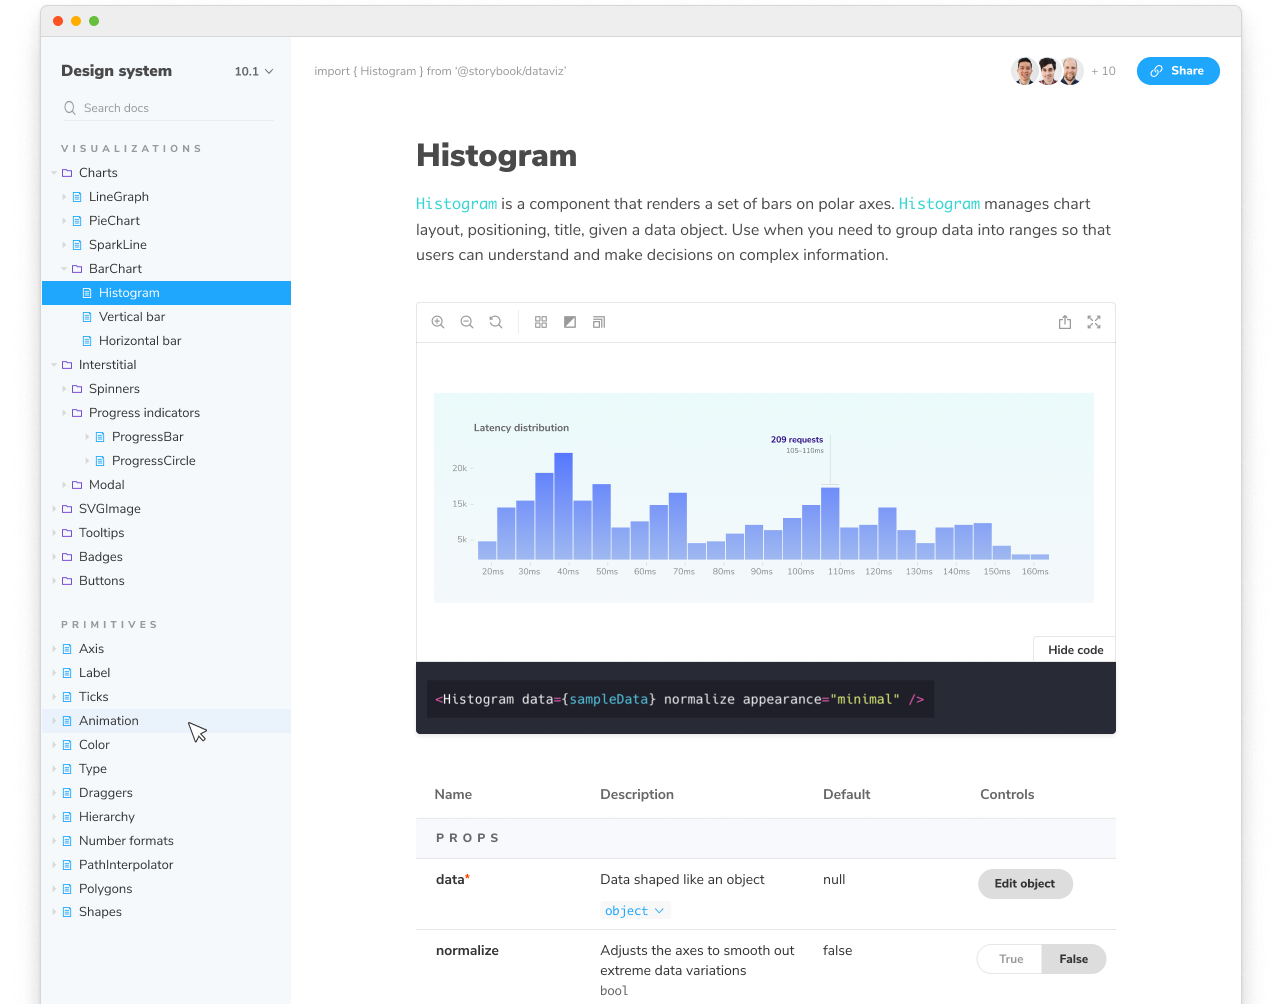 Design system
10.1
Search docs
VISUALIZATIONS
Charts
LineGraph
PieChart
SparkLine
BarChart
Histogram
Vertical bar
Horizontal bar
Interstitial
Spinners
Progress indicators
ProgressBar
ProgressCircle
Modal
SVGImage
Tooltips
Badges
Buttons
PRIMITIVES
Axis
Label
Ticks
Animation
Color
Type
Draggers
Hierarchy
Number formats
PathInterpolator
Polygons
Shapes
import { Histogram } from ‘@storybook/dataviz’
+ 10
Share
Histogram
Histogram is a component that renders a set of bars on polar axes. Histogram manages chart
layout, positioning, title, given a data object. Use when you need to group data into ranges so that
users can understand and make decisions on complex information.
Latency distribution
209 requests
105–110ms
20k
15k
5k
20ms 30ms 40ms 50ms 60ms 70ms 80ms 90ms 100ms 110ms 120ms 130ms 140ms 150ms 160ms
Hide code
<Histogram data={sampleData} normalize appearance="minimal" />
Name Description Default Controls
PROPS
data* Data shaped like an object null Edit object
object
normalize Adjusts the axes to smooth out false True False
extreme data variations
bool